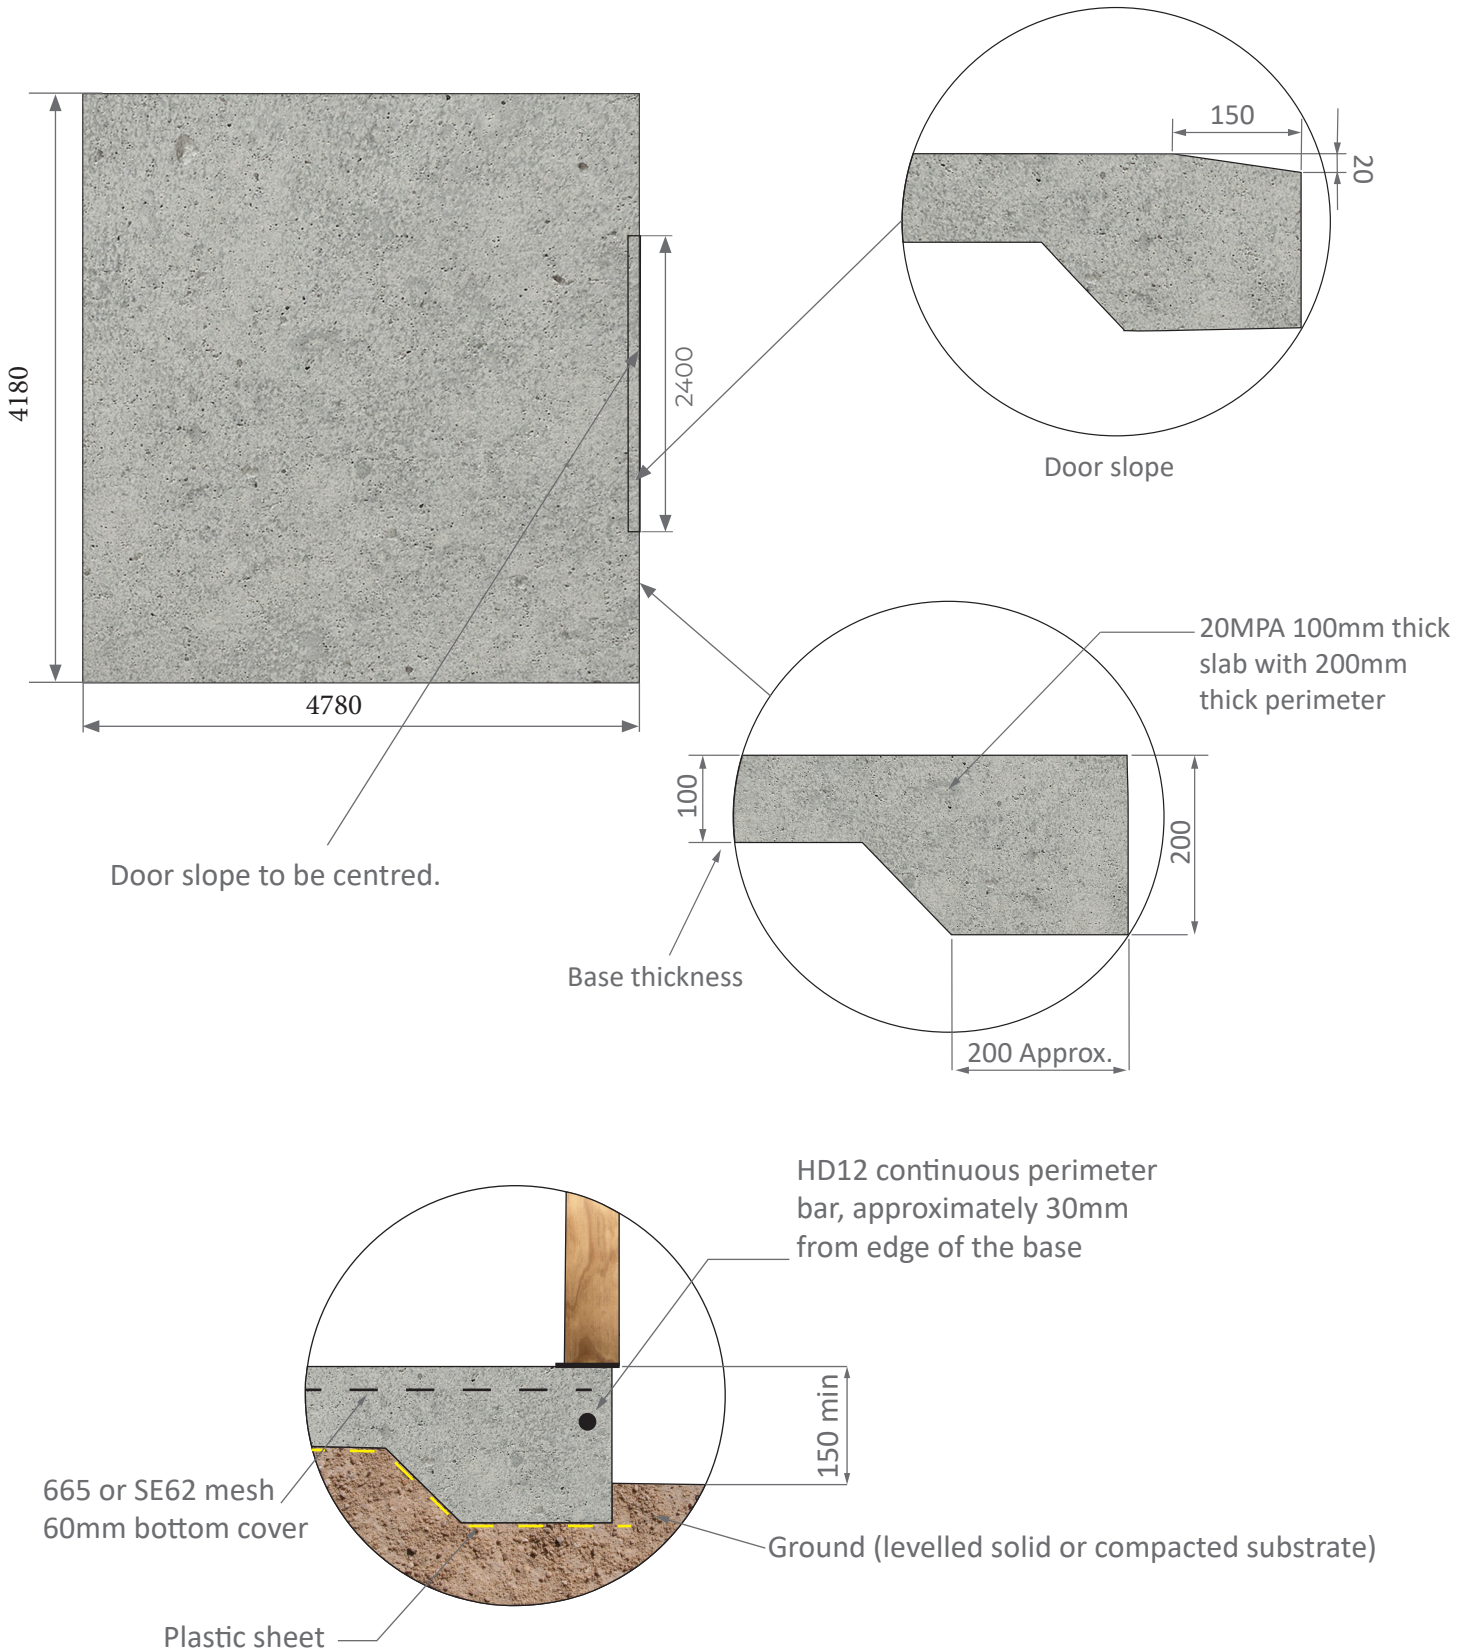 150
20
4180
2400
Door slope
4780
20MPA 100mm thick
slab with 200mm
thick perimeter
100
200
Door slope to be centred.
Base thickness
200 Approx.
HD12 continuous perimeter
bar, approximately 30mm
from edge of the base
150 min
665 or SE62 mesh
60mm bottom cover
Ground (levelled solid or compacted substrate)
Plastic sheet